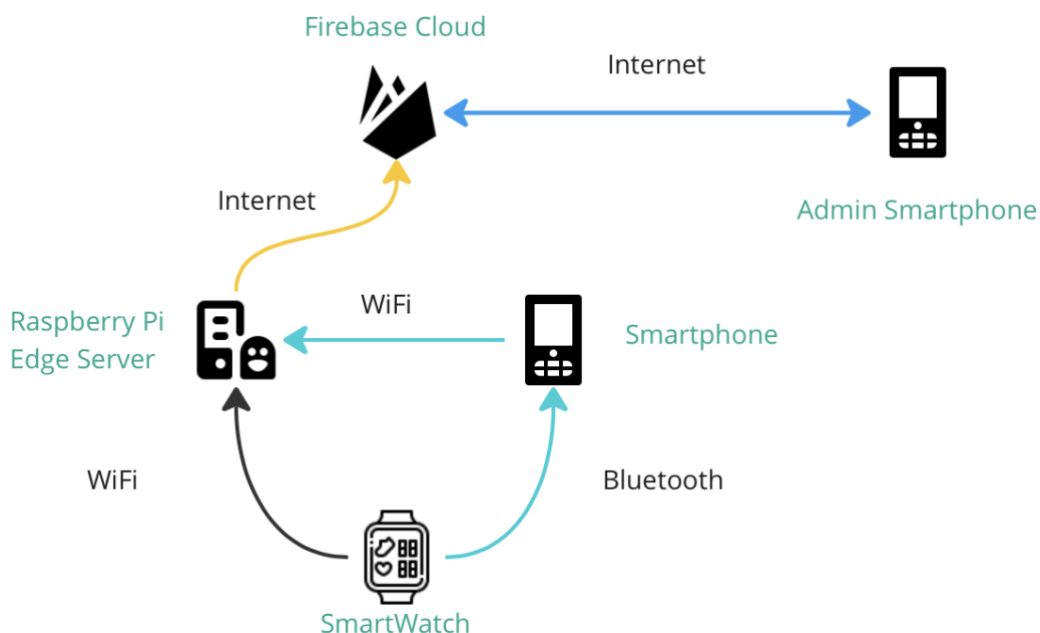 Firebase Cloud
Internet
Admin Smartphone
Internet
WiFi
Raspberry Pi
Edge Server
Smartphone
WiFi
Bluetooth
SmartWatch